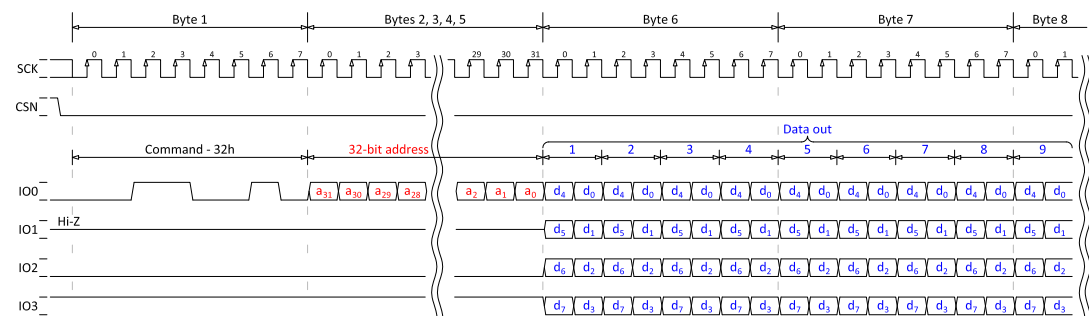 Byte 1 Bytes 2, 3, 4, 5 Byte 6 Byte 7 Byte 8
0 1 2 3 4 5 6 7 0 1 2 3 29 30 31 0 1 2 3 4 5 6 7 0 1 2 3 4 5 6 7 0 1
SCK
CSN
Data out
Command - 32h 32-bit address 1 2 3 4 5 6 7 8 9
IO0 a31 a30 a29 a28 a2 a1 a0 d4 d0 d4 d0 d4 d0 d4 d0 d4 d0 d4 d0 d4 d0 d4 d0 d4 d0
Hi-Z
IO1 d5 d1 d5 d1 d5 d1 d5 d1 d5 d1 d5 d1 d5 d1 d5 d1 d5 d1
IO2 d6 d2 d6 d2 d6 d2 d6 d2 d6 d2 d6 d2 d6 d2 d6 d2 d6 d2
IO3 d7 d3 d7 d3 d7 d3 d7 d3 d7 d3 d7 d3 d7 d3 d7 d3 d7 d3